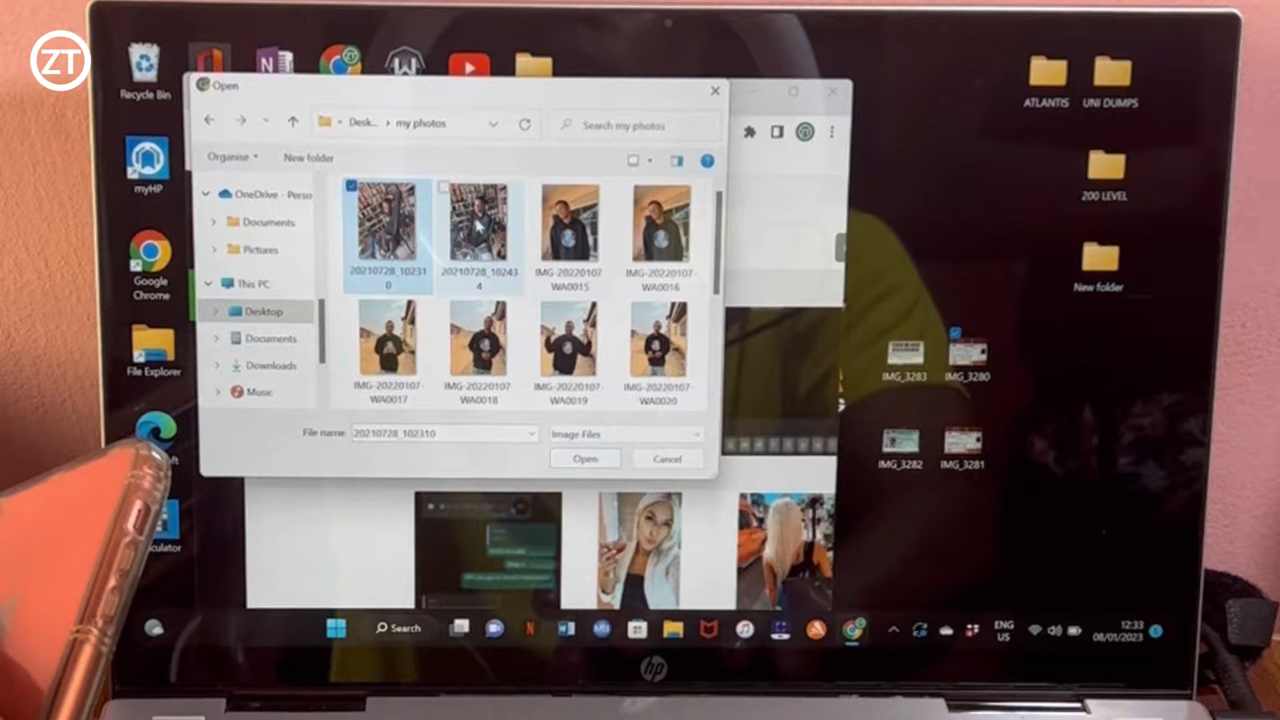 ZT
Recycle Bin
myHP
Google
Chrome
File Explorer
Open
Desk... › my photos
Search my photos
Organise
New folder
OneDrive - Perso
Documents
Pictures
This PC
Desktop
Documents
Downloads
Music
20210728_10231
0
20210728_10243
4
IMG-20220107-
WA0015
IMG-20220107-
WA0016
IMG-20220107-
WA0017
IMG-20220107-
WA0018
IMG-20220107-
WA0019
IMG-20220107-
WA0020
File name:
20210728_102310
Image Files
Open
Cancel
ATLANTIS
UNI DUMPS
200 LEVEL
New folder
IMG_3283
IMG_3280
IMG_3282
IMG_3281
Search
ENG
US
12:33
08/01/2023
hp